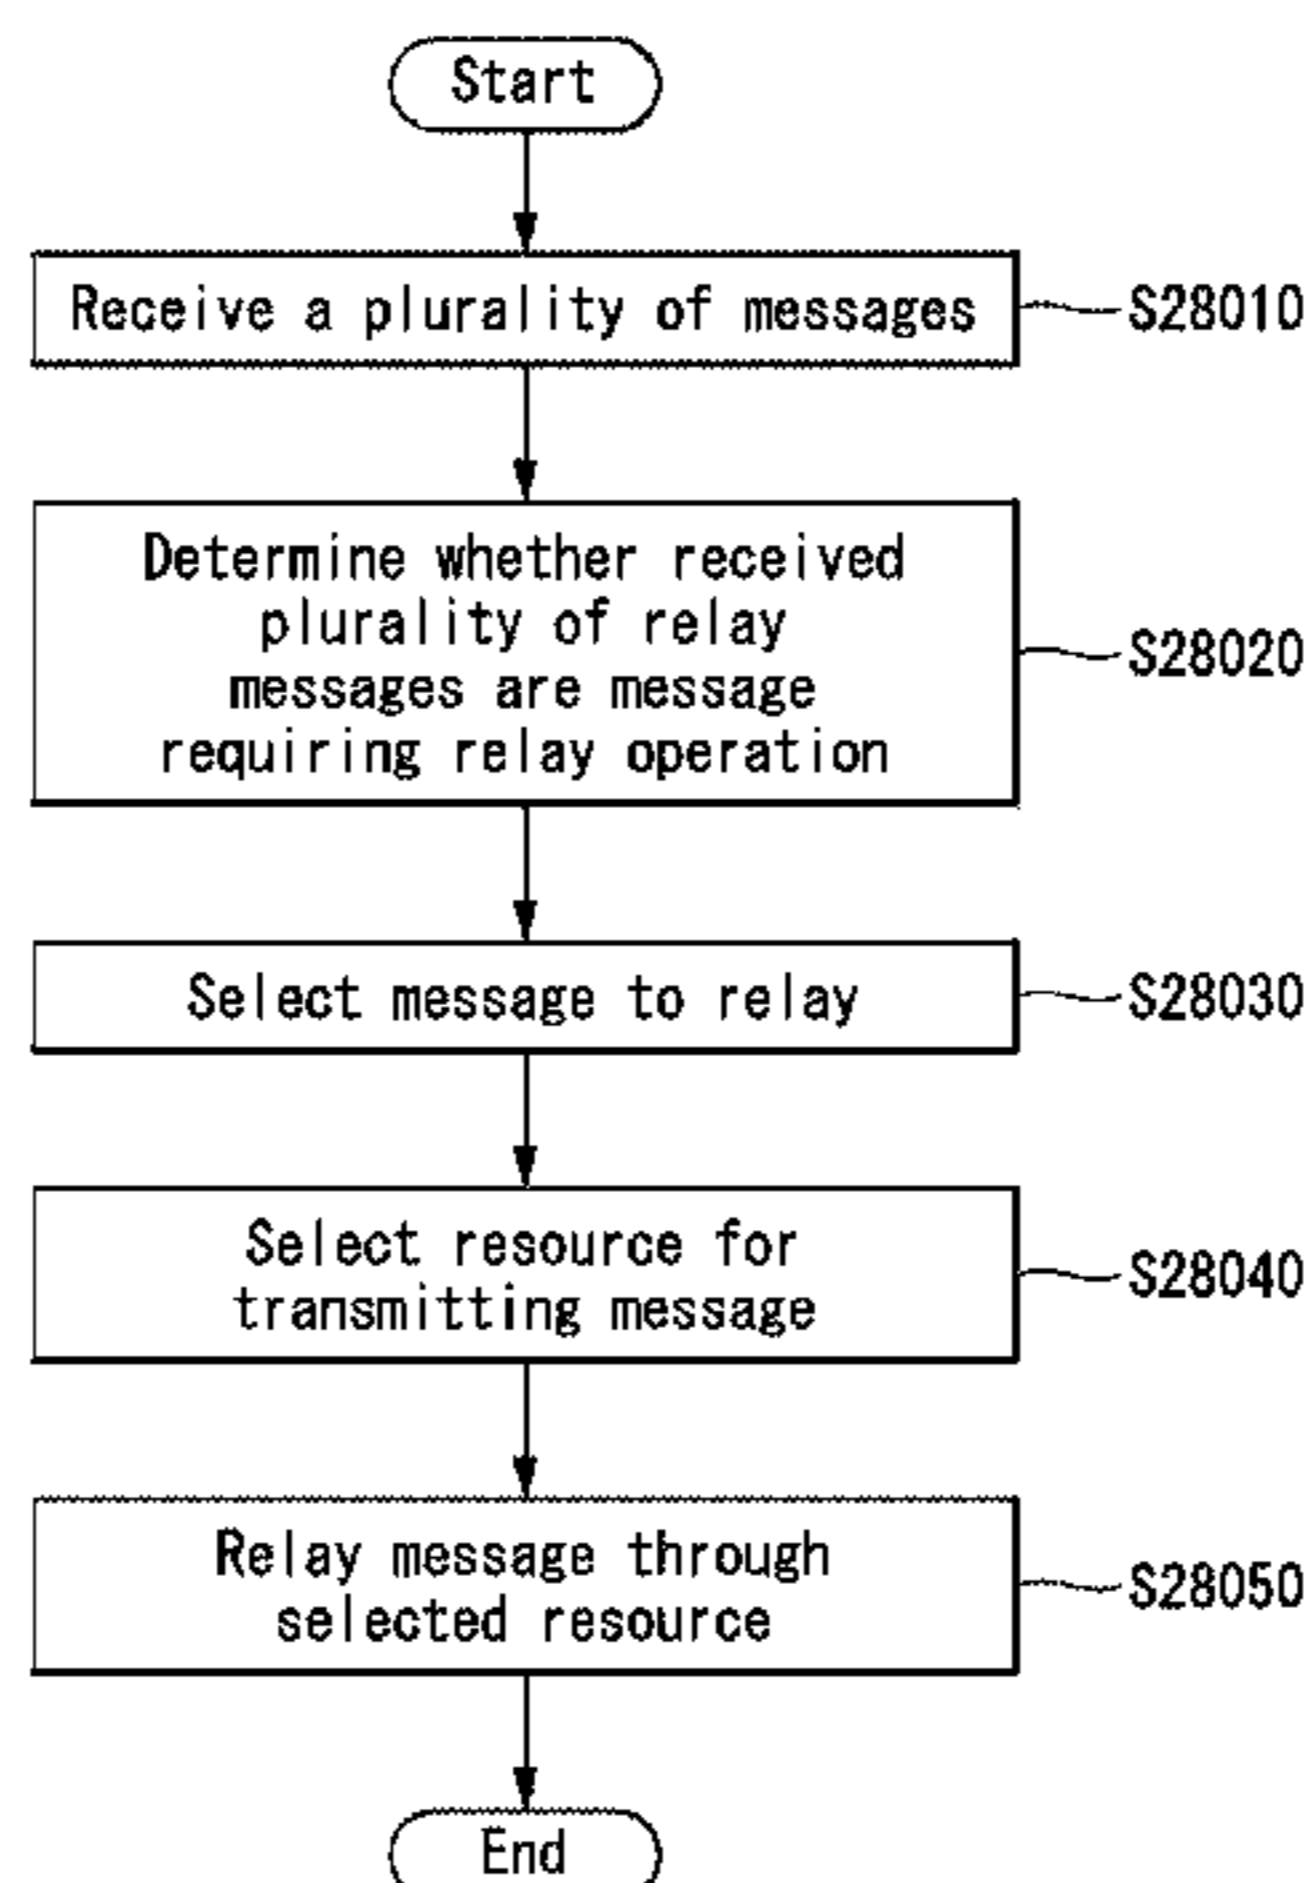 Start
Receive a plurality of messages
S28010
Determine whether received
plurality of relay
messages are message
requiring relay operation
S28020
Select message to relay
S28030
Select resource for
transmitting message
S28040
Relay message through
selected resource
S28050
End